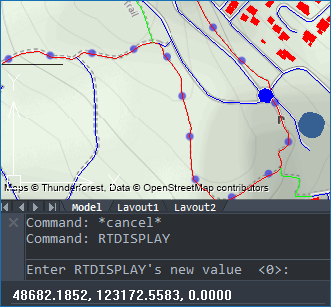 Trail
Maps © Thunderforest, Data © OpenStreetMap contributors
Model Layout1 Layout2
Command: *cancel*
Command: RTDISPLAY
Enter RTDISPLAY's new value <0>:
48682.1852, 123172.5583, 0.0000